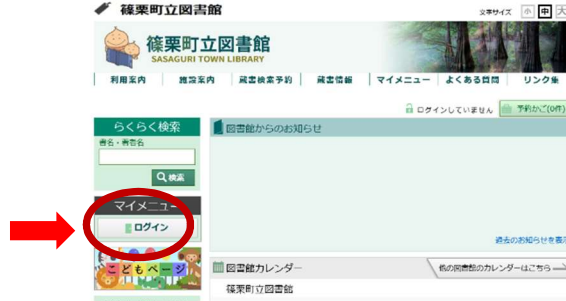 篠栗町立図書館
文字サイズ 小 中 大
篠栗町立図書館
SASAGURI TOWN LIBRARY
利用案内 施設案内 蔵書検索予約 蔵書情報 マイメニュー よくある質問 リンク集
ログインしていません 予約かご(0件)
らくらく検索
書名・著者名
検索
図書館からのお知らせ
マイメニュー
ログイン
過去のお知らせを表示
こどもページ
図書館カレンダー
他の図書館のカレンダーはこちら
篠栗町立図書館